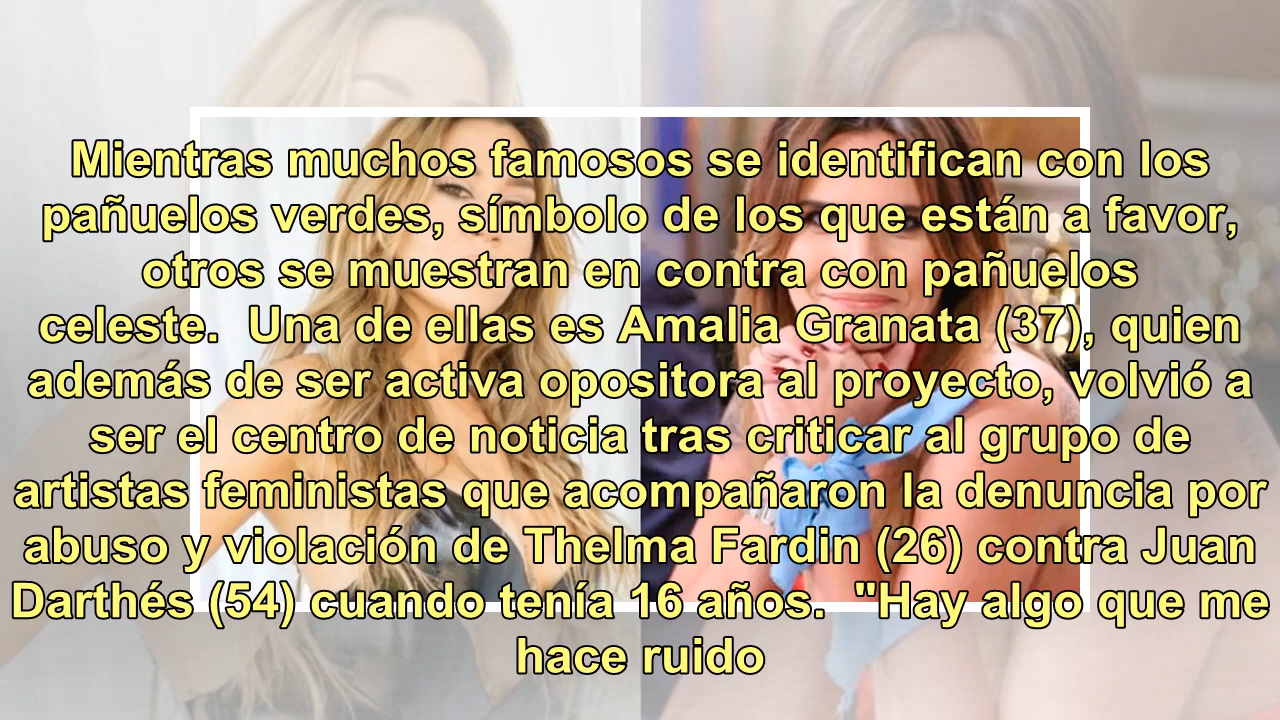 Mientras muchos famosos se identifican con los
pañuelos verdes, símbolo de los que están a favor,
otros se muestran en contra con pañuelos
celeste.  Una de ellas es Amalia Granata (37), quien
además de ser activa opositora al proyecto, volvió a
ser el centro de noticia tras criticar al grupo de
artistas feministas que acompañaron la denuncia por
abuso y violación de Thelma Fardin (26) contra Juan
Darthés (54) cuando tenía 16 años.  "Hay algo que me
hace ruido